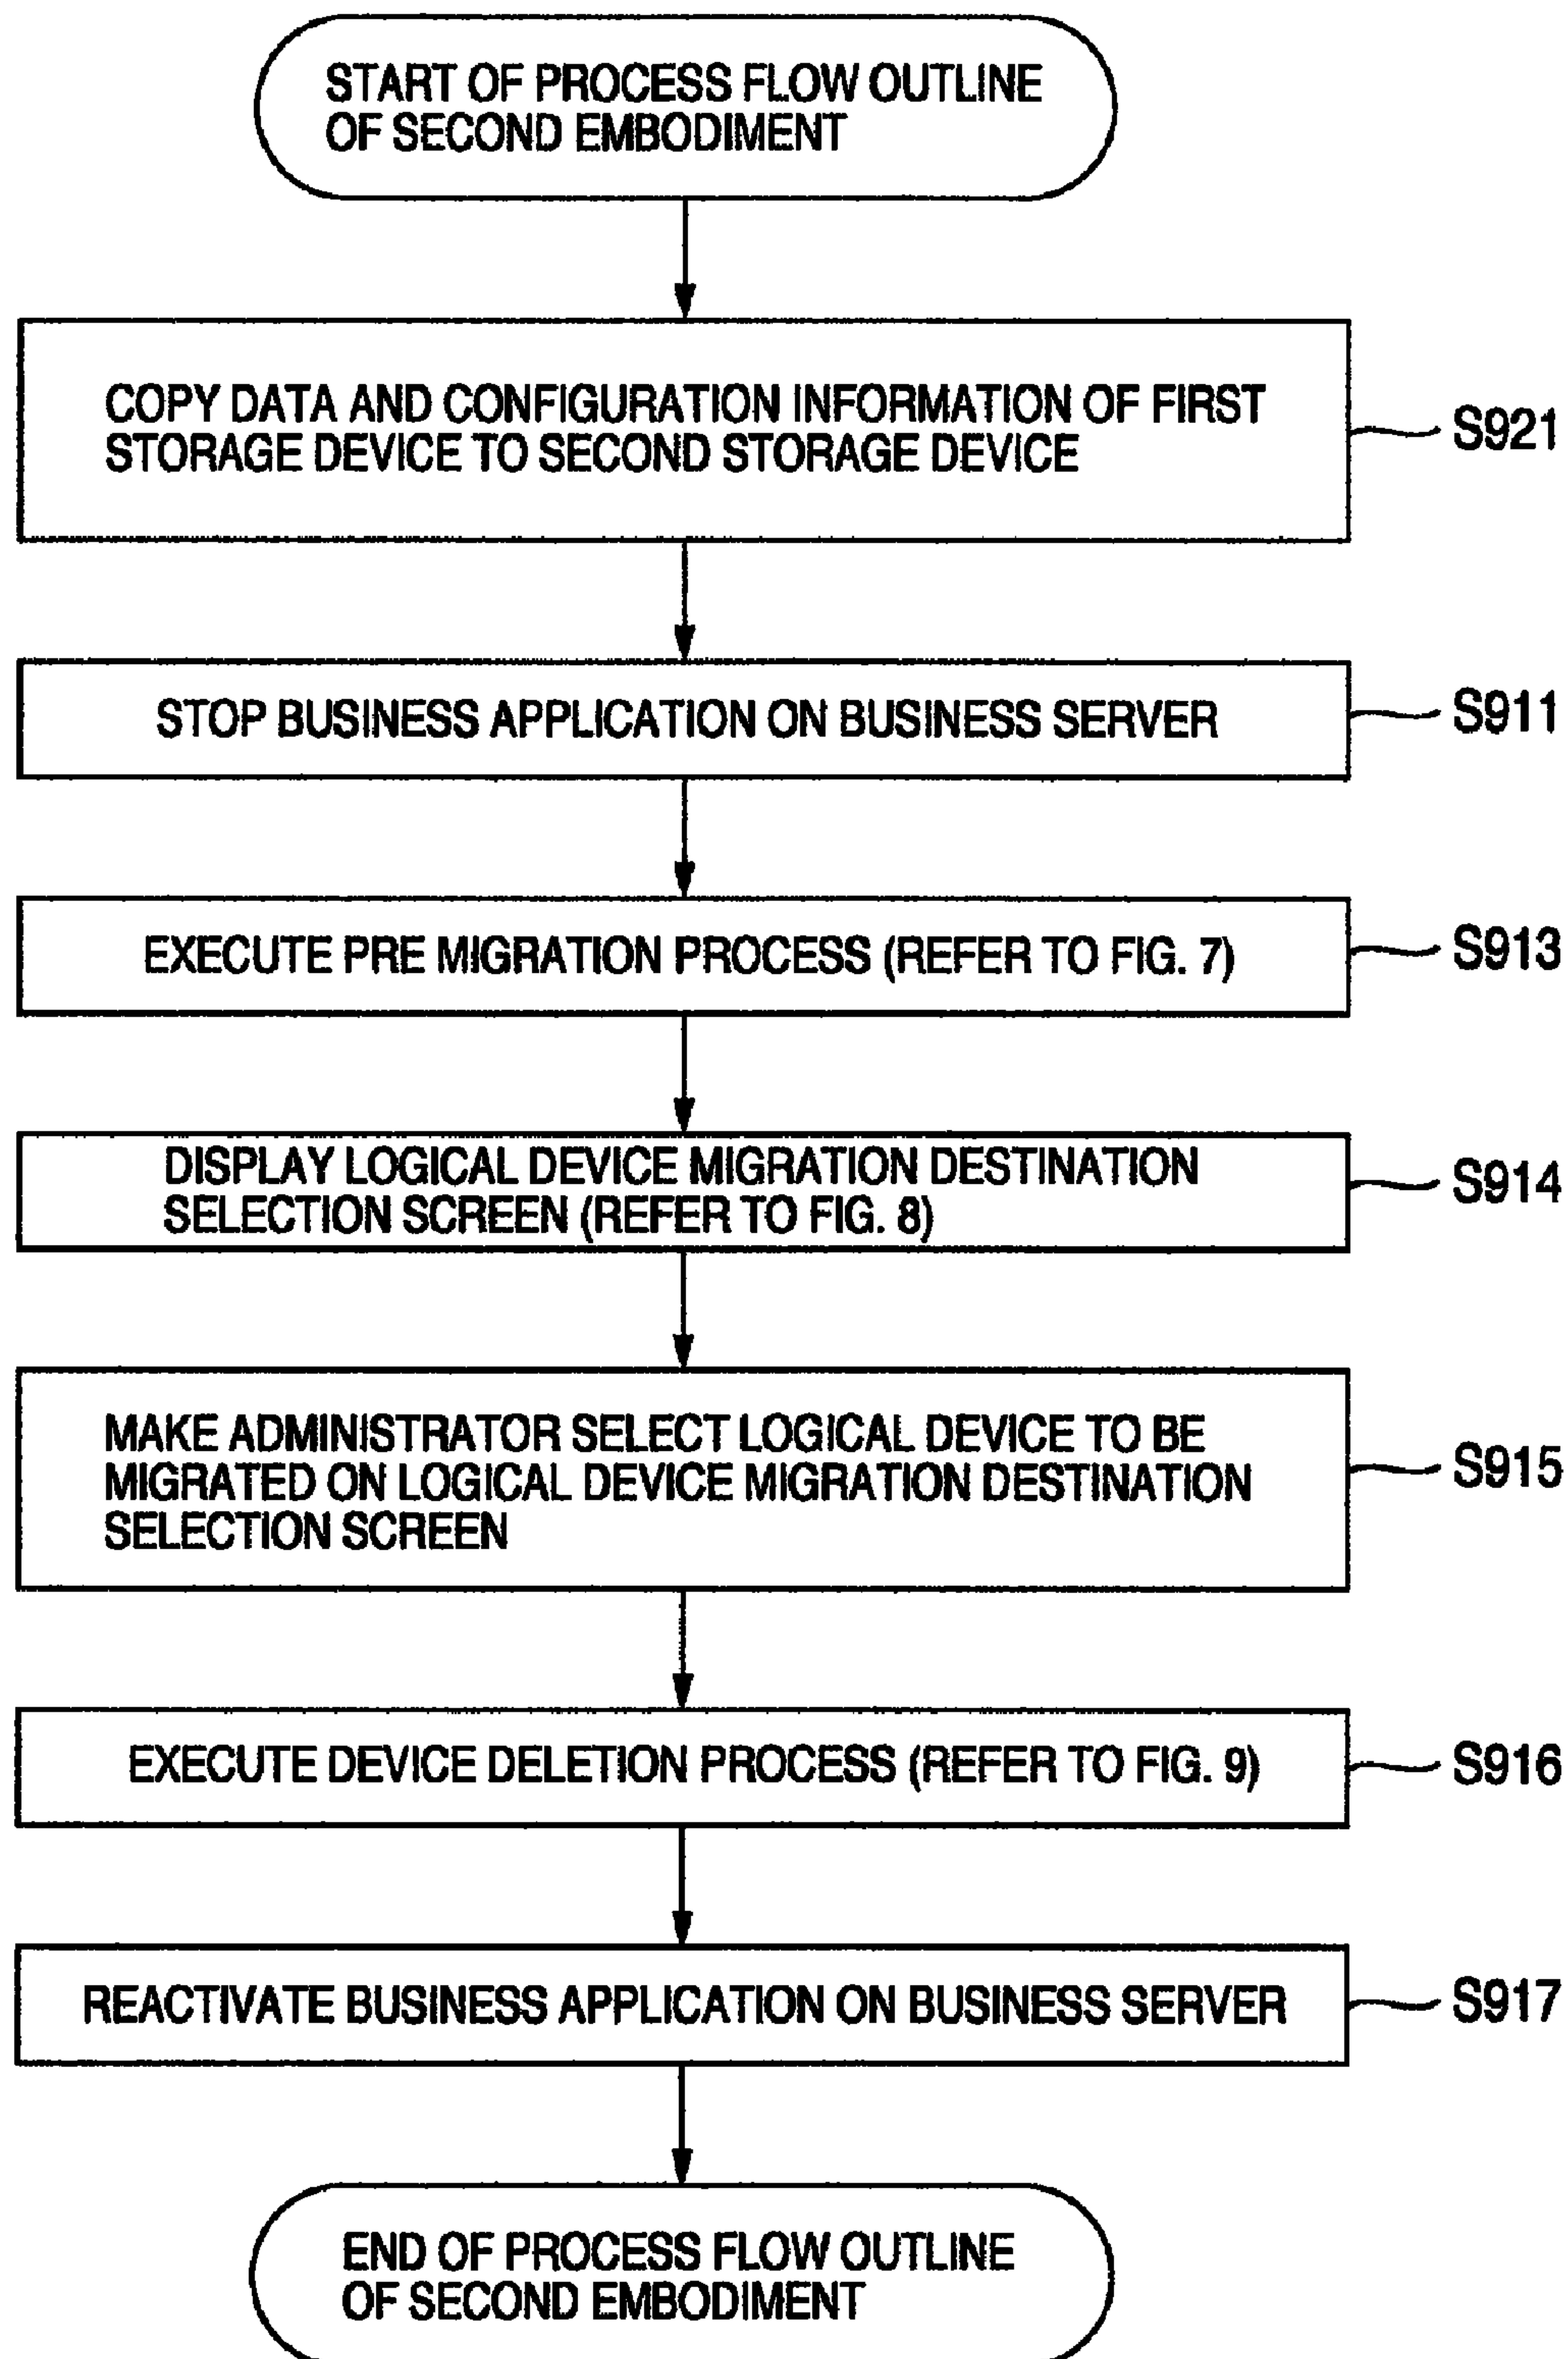 START OF PROCESS FLOW OUTLINE
OF SECOND EMBODIMENT
COPY DATA AND CONFIGURATION INFORMATION OF FIRST
STORAGE DEVICE TO SECOND STORAGE DEVICE
S921
STOP BUSINESS APPLICATION ON BUSINESS SERVER
S911
EXECUTE PRE MIGRATION PROCESS (REFER TO FIG. 7)
S913
DISPLAY LOGICAL DEVICE MIGRATION DESTINATION
SELECTION SCREEN (REFER TO FIG. 8)
S914
MAKE ADMINISTRATOR SELECT LOGICAL DEVICE TO BE
MIGRATED ON LOGICAL DEVICE MIGRATION DESTINATION
SELECTION SCREEN
S915
EXECUTE DEVICE DELETION PROCESS (REFER TO FIG. 9)
S916
REACTIVATE BUSINESS APPLICATION ON BUSINESS SERVER
S917
END OF PROCESS FLOW OUTLINE
OF SECOND EMBODIMENT